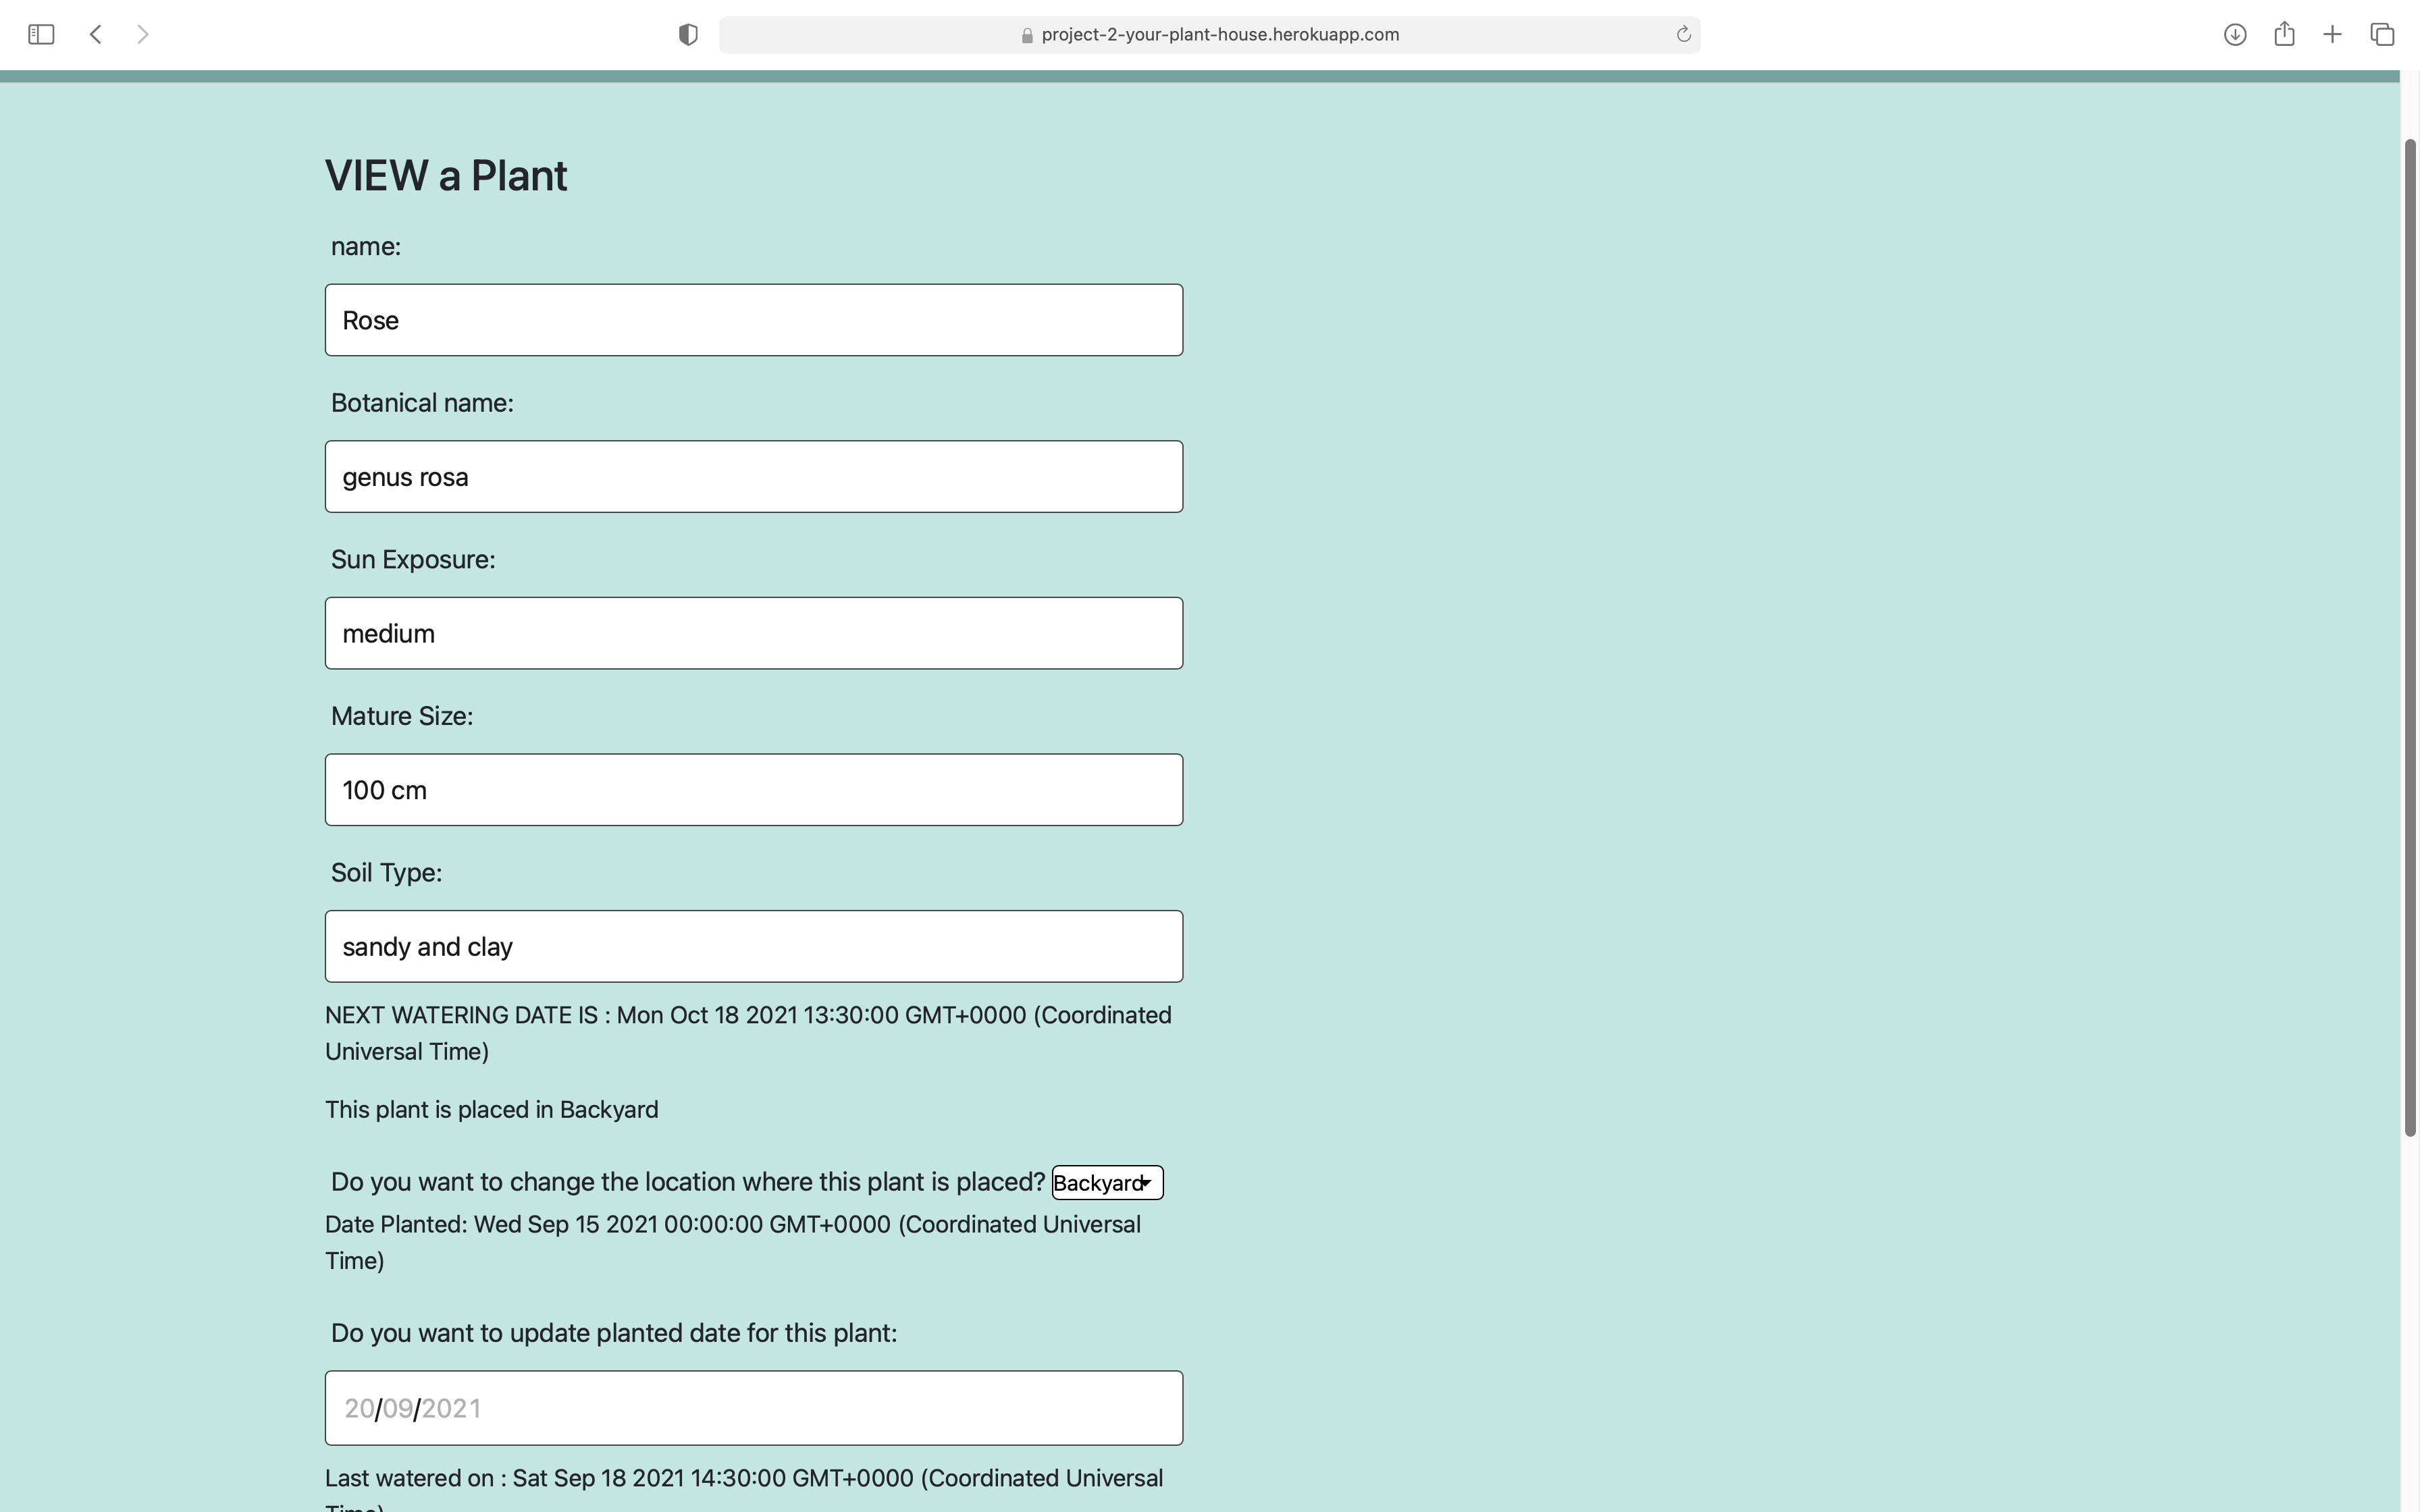 project-2-your-plant-house.herokuapp.com
VIEW a Plant
name:
Rose
Botanical name:
genus rosa
Sun Exposure:
medium
Mature Size:
100 cm
Soil Type:
sandy and clay
NEXT WATERING DATE IS : Mon Oct 18 2021 13:30:00 GMT+0000 (Coordinated
Universal Time)
This plant is placed in Backyard
Do you want to change the location where this plant is placed? Backyard
Date Planted: Wed Sep 15 2021 00:00:00 GMT+0000 (Coordinated Universal
Time)
Do you want to update planted date for this plant:
20/09/2021
Last watered on : Sat Sep 18 2021 14:30:00 GMT+0000 (Coordinated Universal
Time)